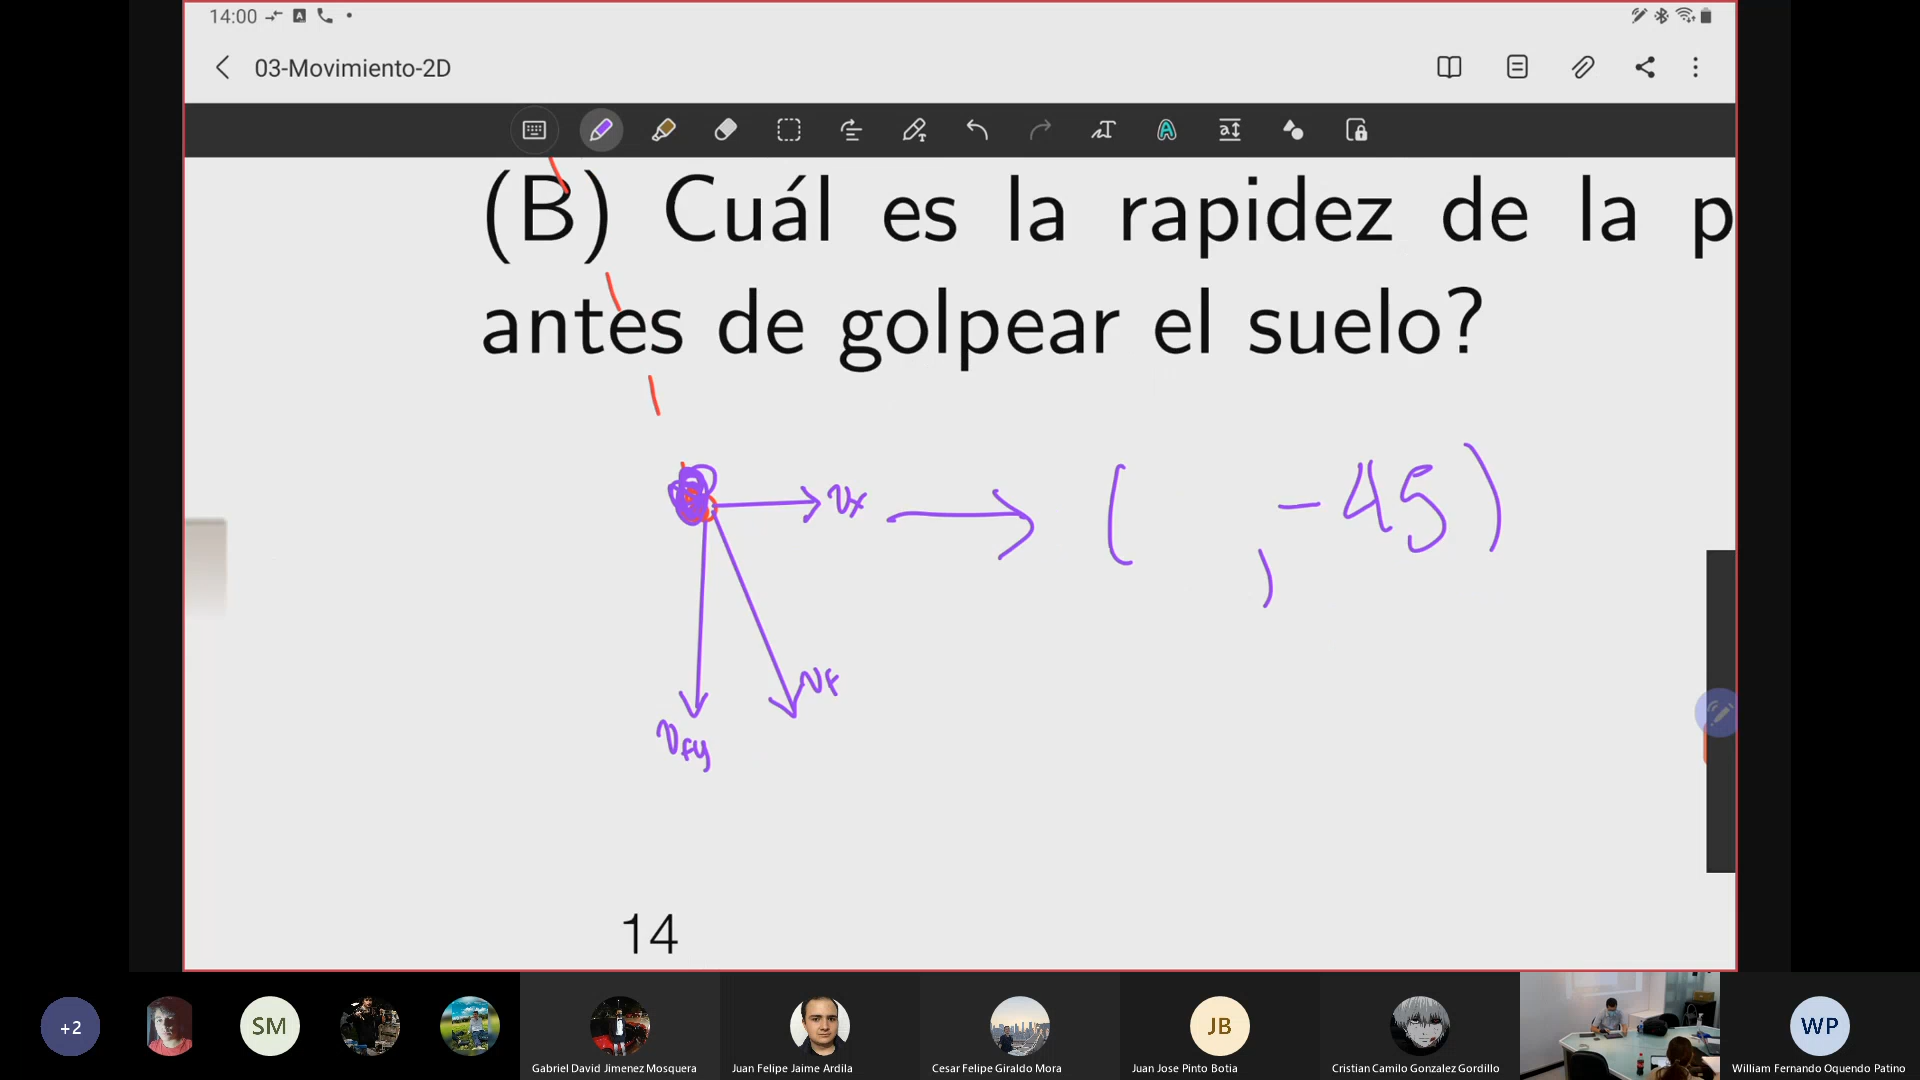 14:00
03-Movimiento-2D
(B) Cuál es la rapidez de la p
antes de golpear el suelo?
vx
( , -45)
vf
vfy
14
+2
SM
JB
WP
Gabriel David Jimenez Mosquera
Juan Felipe Jaime Ardila
Cesar Felipe Giraldo Mora
Juan Jose Pinto Botia
Cristian Camilo Gonzalez Gordillo
William Fernando Oquendo Patino